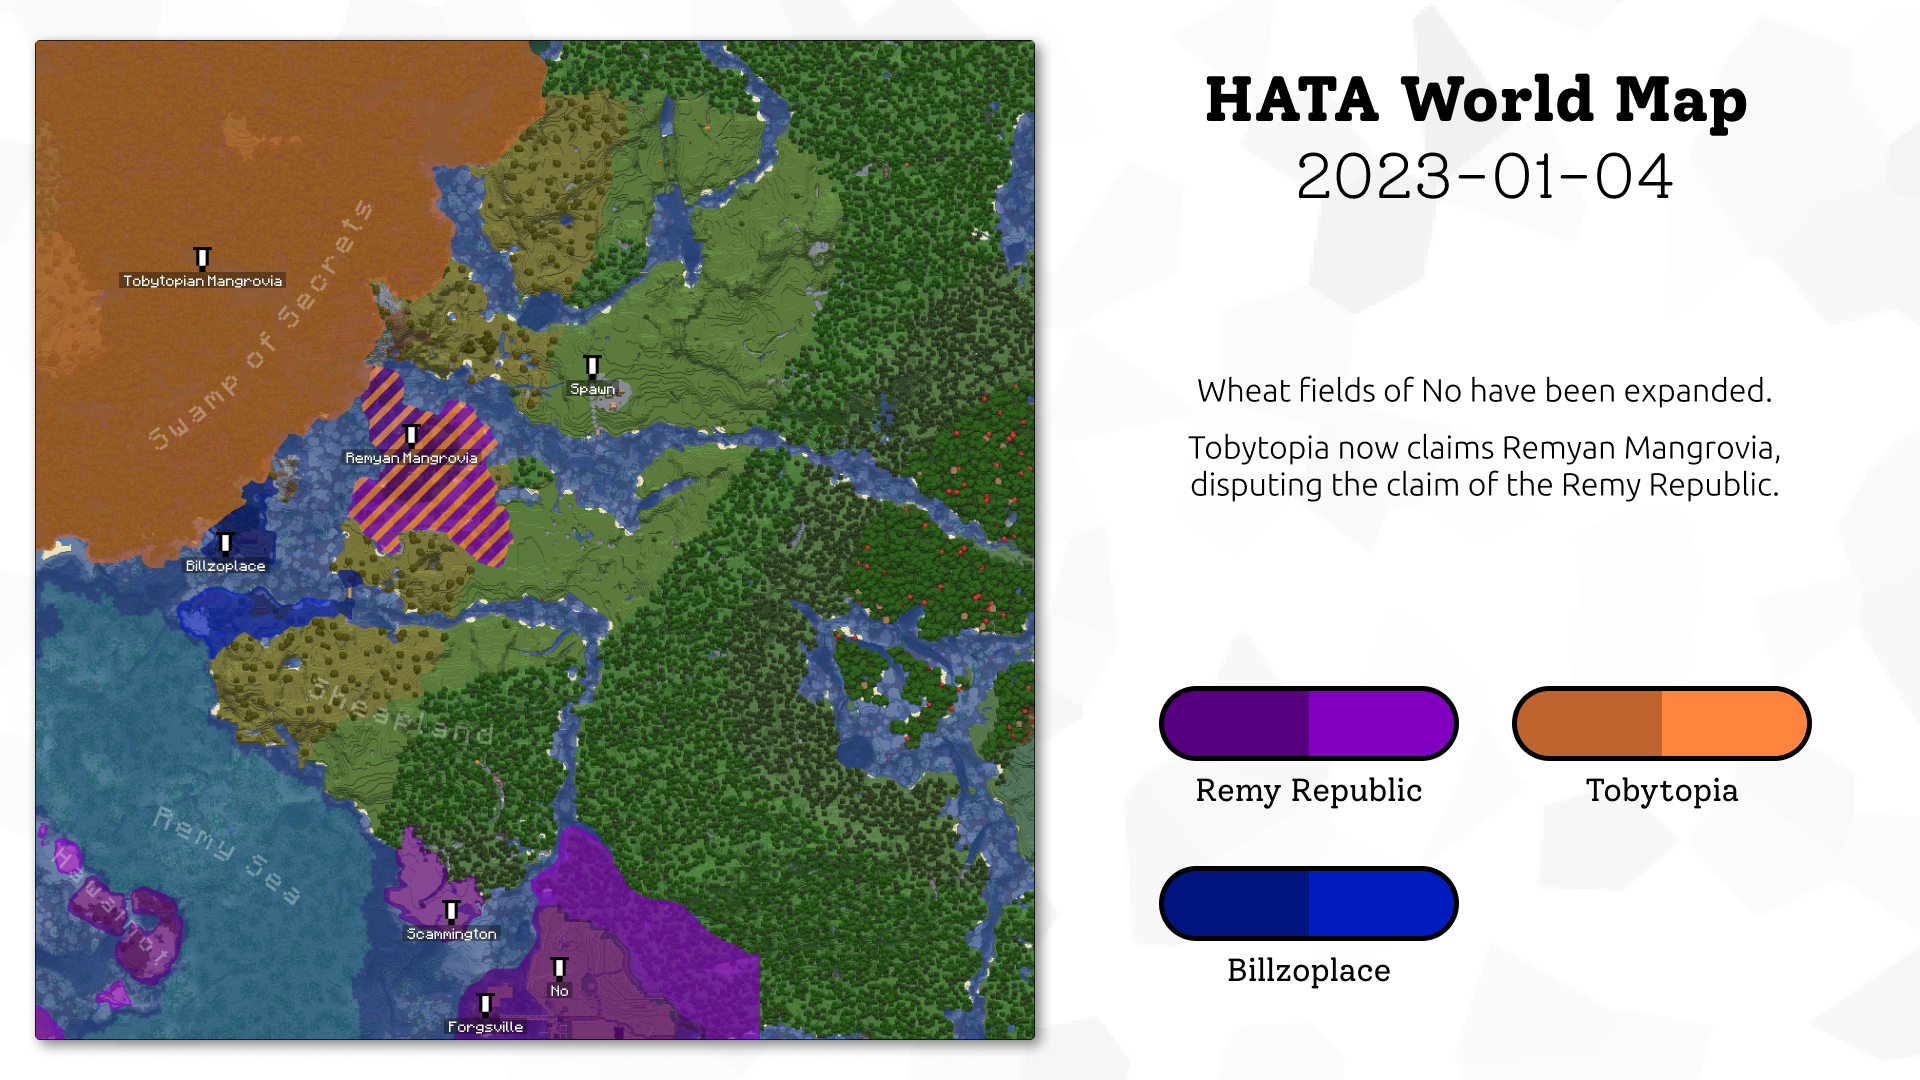 HATA World Map
2023-01-04
Wheat fields of No have been expanded.
Tobytopia now claims Remyan Mangrovia,
disputing the claim of the Remy Republic.
Remy Republic
Tobytopia
Billzoplace
Tobytopian Mangrovia
Swamp of Secrets
Spawn
Remyan Mangrovia
Billzoplace
Sheapland
Remy Sea
Scammington
No
Forgsville